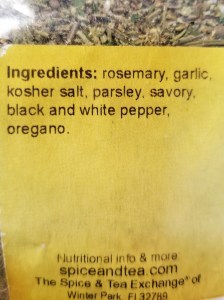 Ingredients: rosemary, garlic,
kosher salt, parsley, savory,
black and white pepper,
oregano.
Nutritional info & more
spiceandtea.com
The Spice & Tea Exchange® of
Winter Park, Fl 32789